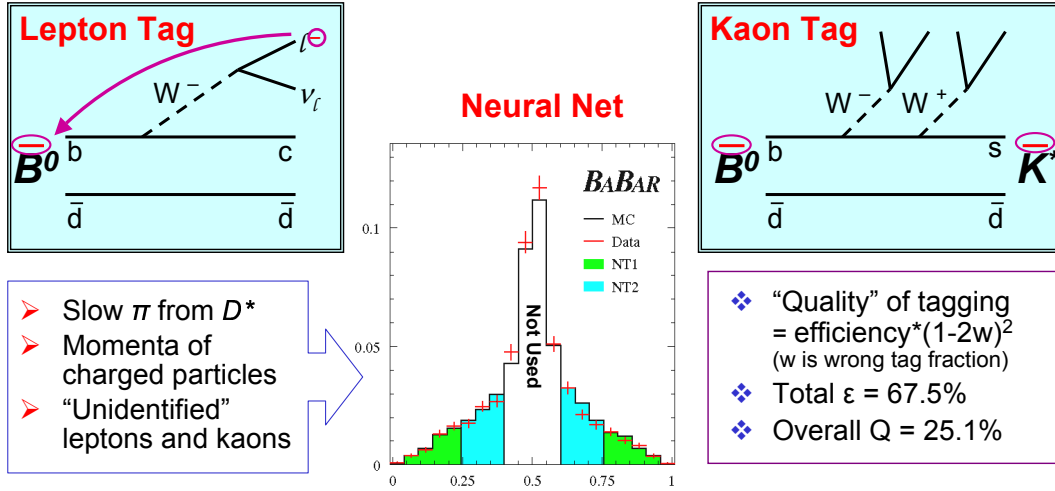 Lepton Tag
l⁻
W⁻
ν_l
B̅⁰
b c
d̄ d̄
Neural Net
Kaon Tag
W⁻ W⁺
B̅⁰
b s
K̅*
d̄ d̄
Slow π from D*
Momenta of
charged particles
“Unidentified”
leptons and kaons
BABAR
MC
Data
NT1
NT2
Not Used
0.1
0.05
0
0 0.25 0.5 0.75 1
“Quality” of tagging
= efficiency*(1-2w)²
(w is wrong tag fraction)
Total ε = 67.5%
Overall Q = 25.1%